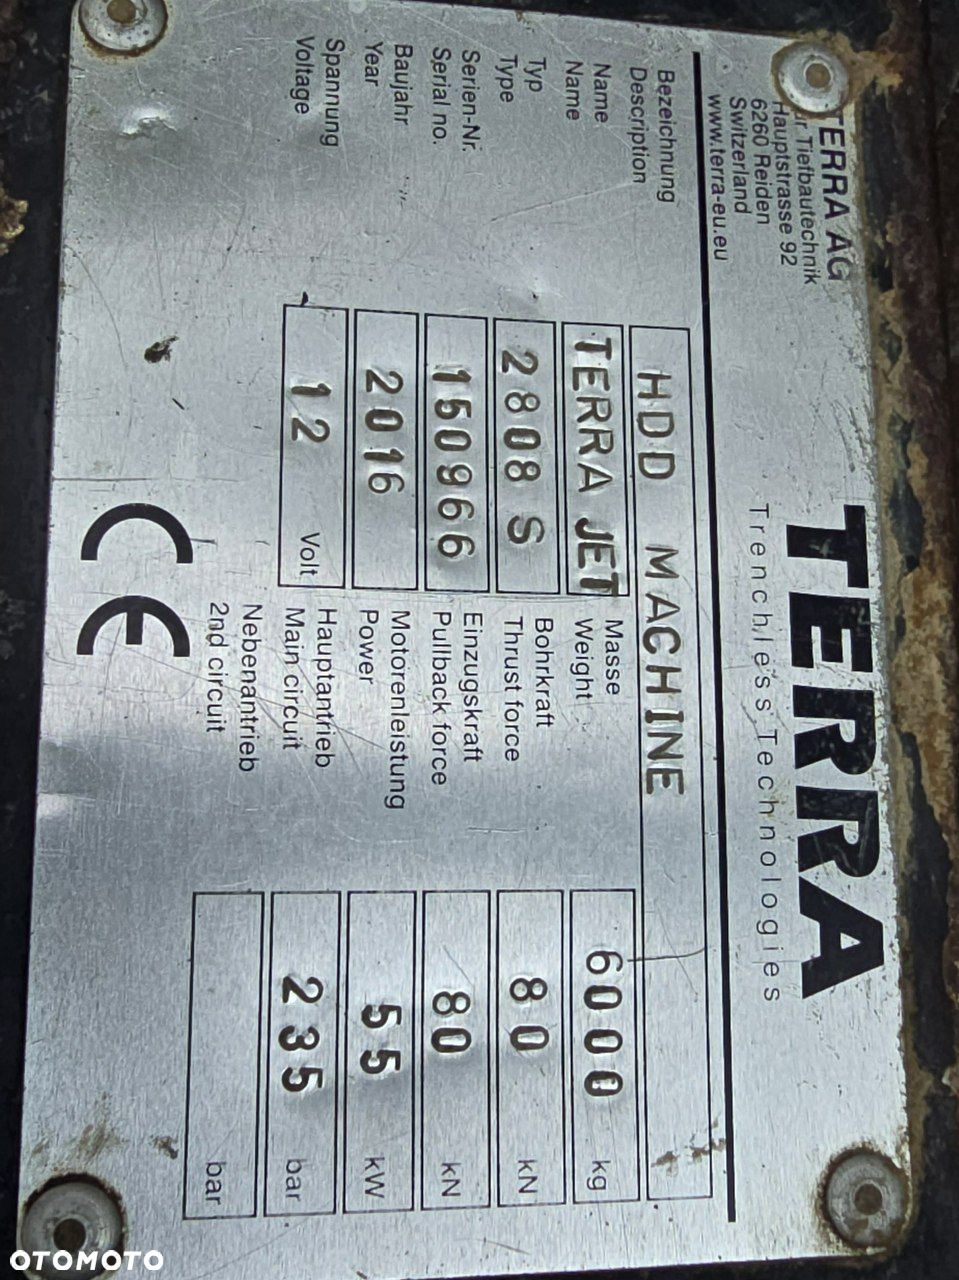 TERRA AG
für Tiefbautechnik
Hauptstrasse 92
6260 Reiden
Switzerland
www.terra-eu.eu
TERRA
Trenchle's s Technologies
Bezeichnung
Description
HDD MACHINE
Name
Name
TERRA JET
Masse
Weight
6000 kg
Typ
Type
2808 S
Bohrkraft
Thrust force
80 kN
Serien-Nr.
Serial no.
150966
Einzugskraft
Pullback force
80 kN
Baujahr
Year
2016
Motorenleistung
Power
55 kW
Spannung
Voltage
12 Volt
Hauptantrieb
Main circuit
235 bar
Nebenantrieb
2nd circuit
bar
CE
OTOMOTO